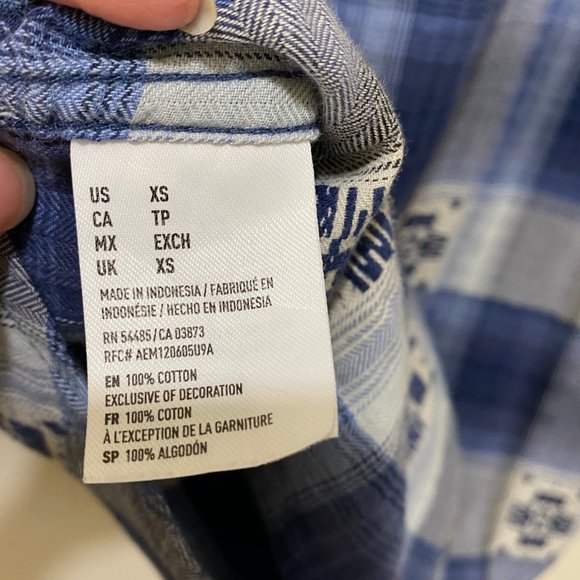 US XS
CA TP
MX EXCH
UK XS
MADE IN INDONESIA / FABRIQUÉ EN
INDONÉSIE / HECHO EN INDONESIA
RN 54485/CA 03873
RFC# AEM120605U9A
EN 100% COTTON
EXCLUSIVE OF DECORATION
FR 100% COTON
À L'EXCEPTION DE LA GARNITURE
SP 100% ALGODÓN